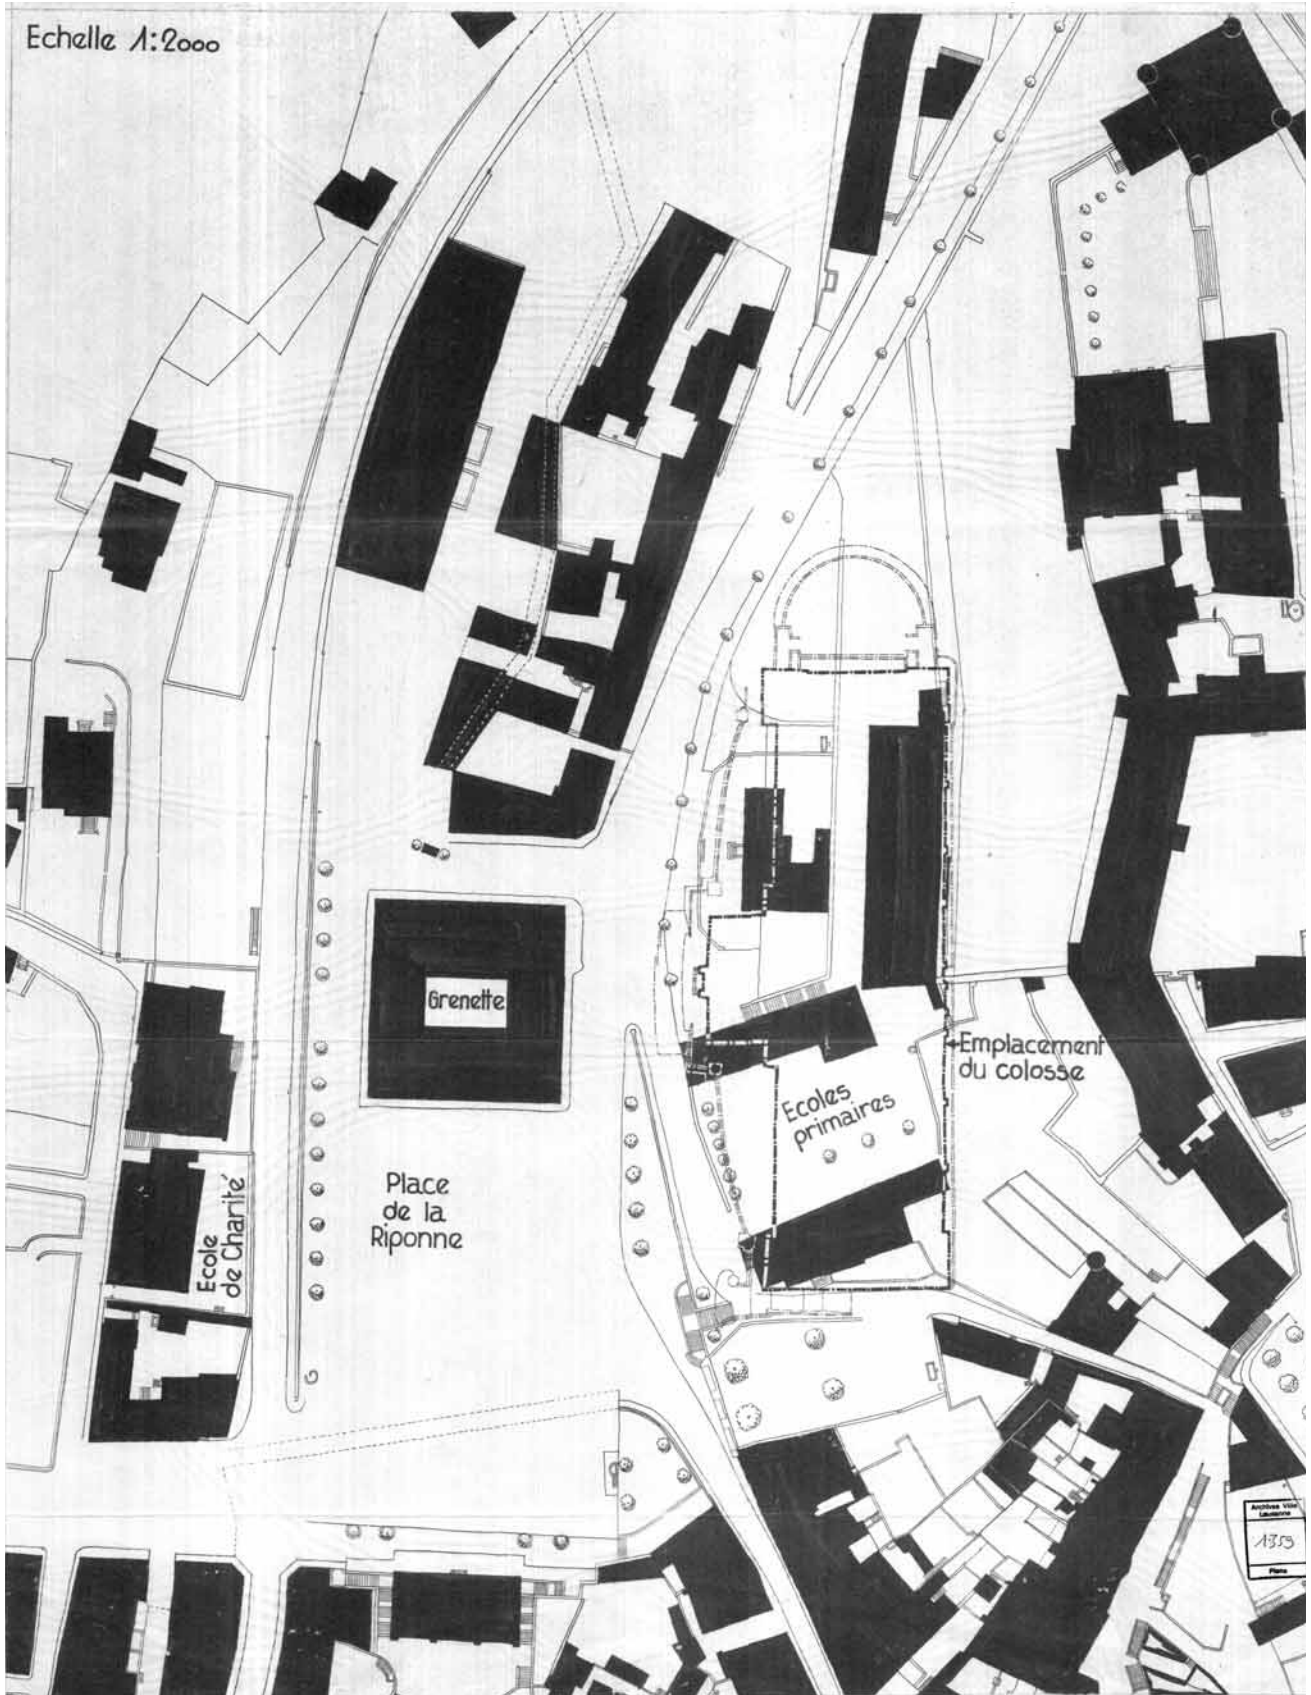 Echelle 1:2000
Grenette
Emplacement
du colosse
Ecoles
primaires
Place
de la
Riponne
Ecole
de Charité
G
Archives Ville
Lausanne
1353
Plans